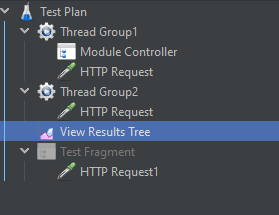 Test Plan
Thread Group1
Module Controller
HTTP Request
Thread Group2
HTTP Request
View Results Tree
Test Fragment
HTTP Request1